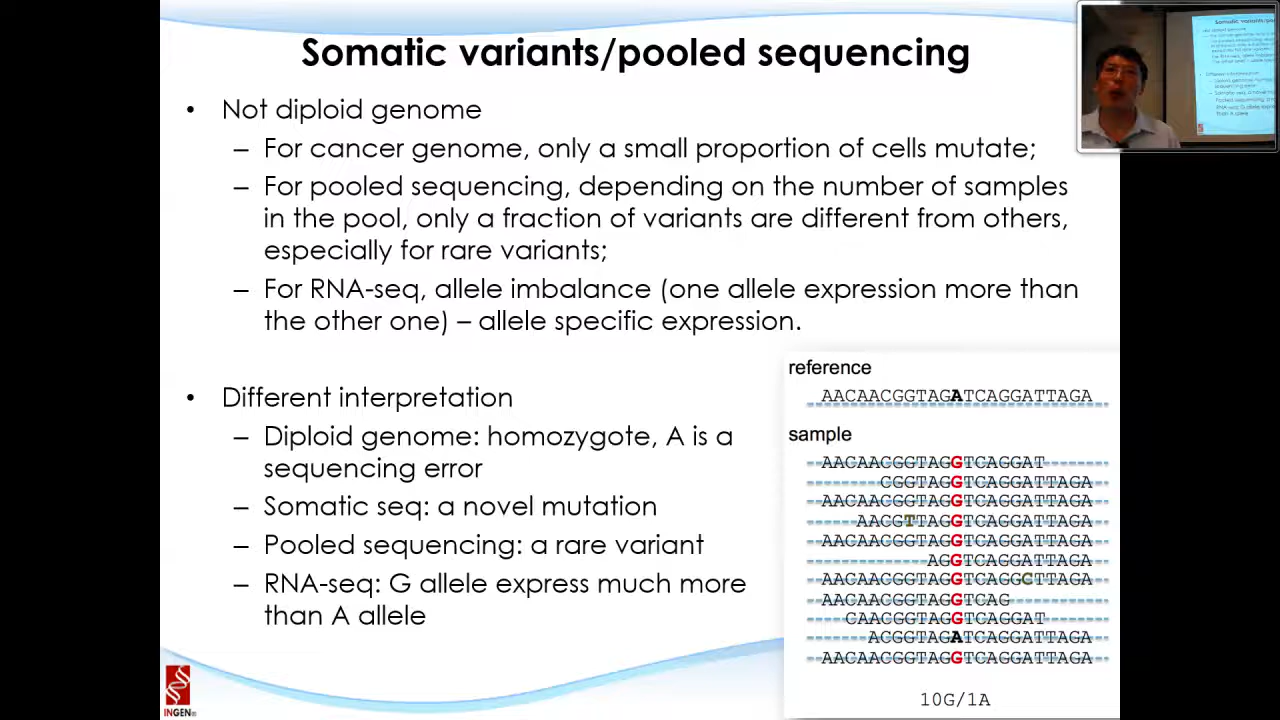 Somatic variants/pooled sequencing
• Not diploid genome
– For cancer genome, only a small proportion of cells mutate;
– For pooled sequencing, depending on the number of samples
in the pool, only a fraction of variants are different from others,
especially for rare variants;
– For RNA-seq, allele imbalance (one allele expression more than
the other one) – allele specific expression.
• Different interpretation
– Diploid genome: homozygote, A is a
sequencing error
– Somatic seq: a novel mutation
– Pooled sequencing: a rare variant
– RNA-seq: G allele express much more
than A allele
reference
AACAACGGTAGATCAGGATTAGA
sample
AACAACGGTAGGTCAGGAT
CGGTAGGTCAGGATTAGA
AACAACGGTAGGTCAGGATTAGA
AACGTTAGGTCAGGATTAGA
AACAACGGTAGGTCAGGATTAGA
AGGTCAGGATTAGA
AACAACGGTAGGTCAGGCTTAGA
AACAACGGTAGGTCAG
CAACGGTAGGTCAGGAT
ACGGTAGATCAGGATTAGA
AACAACGGTAGGTCAGGATTAGA
10G/1A
INGEN